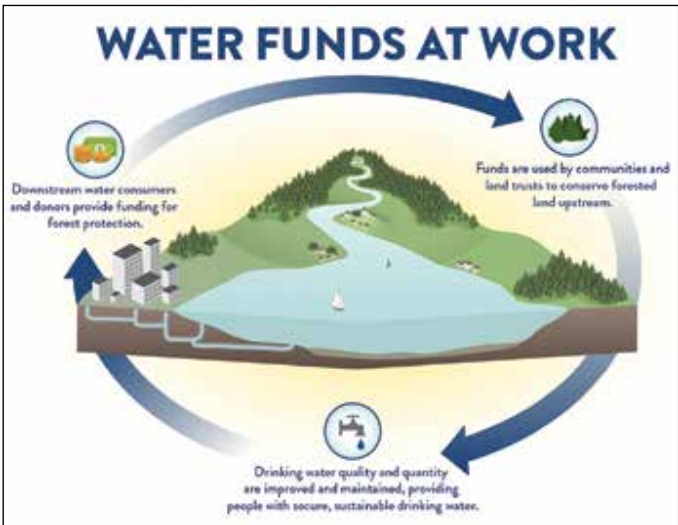 WATER FUNDS AT WORK
Downstream water consumers
and donors provide funding for
forest protection.
Funds are used by communities and
land trusts to conserve forested
land upstream.
Drinking water quality and quantity
are improved and maintained, providing
people with secure, sustainable drinking water.